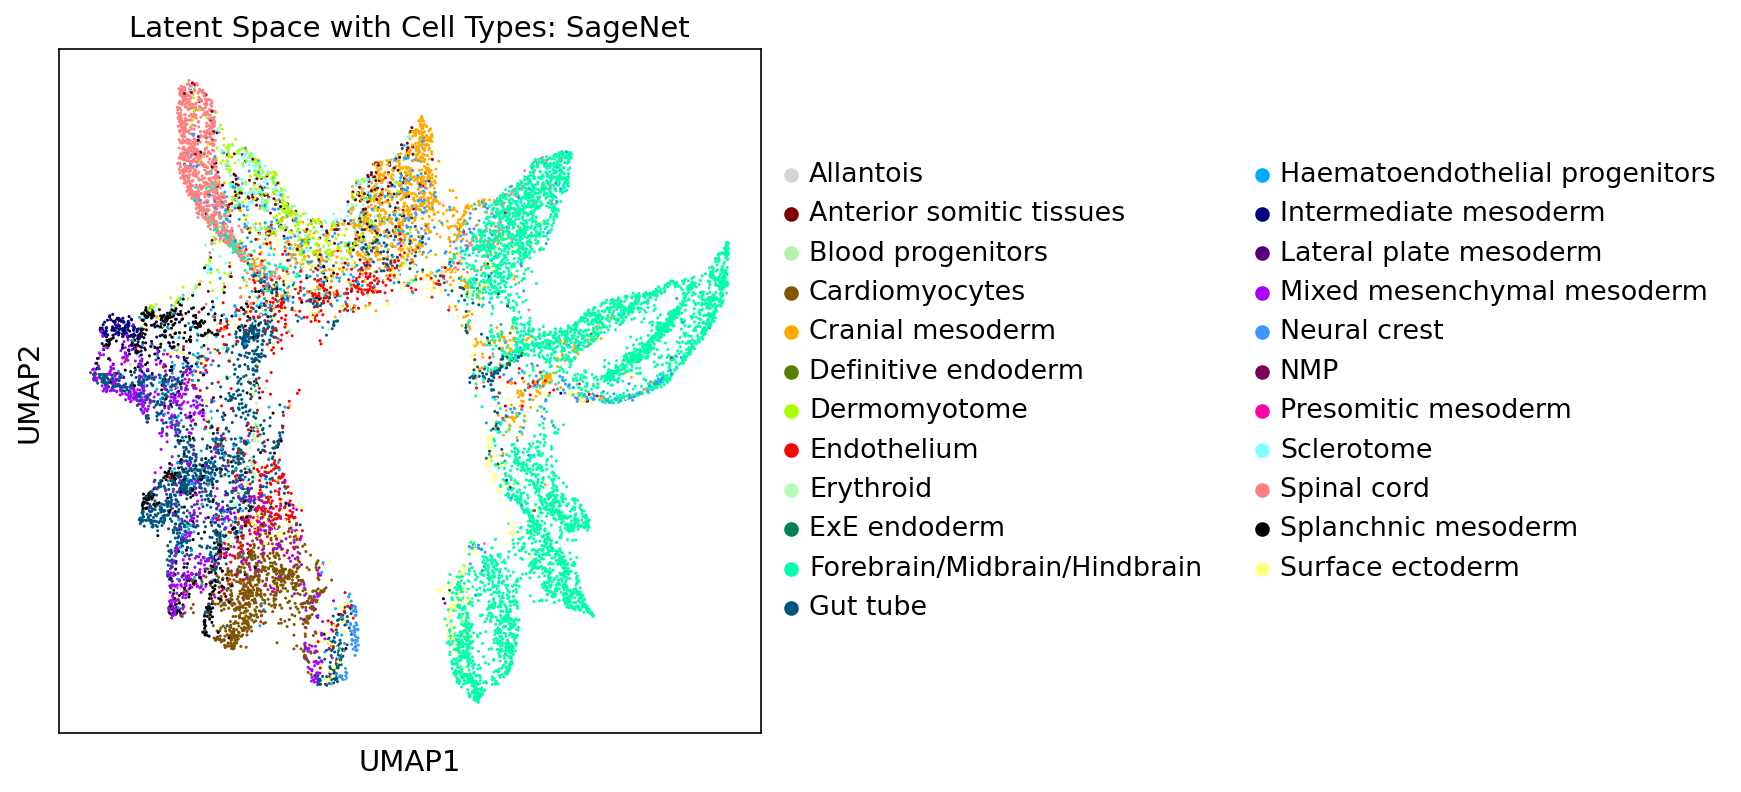 Latent Space with Cell Types: SageNet
UMAP2
UMAP1
Allantois
Anterior somitic tissues
Blood progenitors
Cardiomyocytes
Cranial mesoderm
Definitive endoderm
Dermomyotome
Endothelium
Erythroid
ExE endoderm
Forebrain/Midbrain/Hindbrain
Gut tube
Haematoendothelial progenitors
Intermediate mesoderm
Lateral plate mesoderm
Mixed mesenchymal mesoderm
Neural crest
NMP
Presomitic mesoderm
Sclerotome
Spinal cord
Splanchnic mesoderm
Surface ectoderm